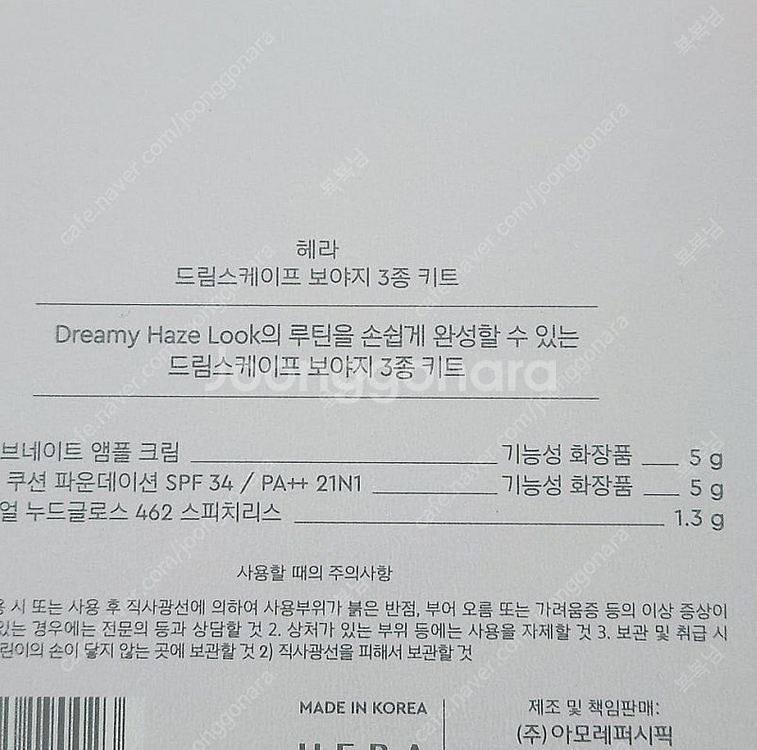 헤라
드림스케이프 보야지 3종 키트
Dreamy Haze Look의 루틴을 손쉽게 완성할 수 있는
드림스케이프 보야지 3종 키트
joonggonara
브네이트 앰플 크림 기능성 화장품 5 g
쿠션 파운데이션 SPF 34 / PA++ 21N1 기능성 화장품 5 g
얼 누드글로스 462 스피치리스 1.3 g
사용할 때의 주의사항
용 시 또는 사용 후 직사광선에 의하여 사용부위가 붉은 반점, 부어 오름 또는 가려움증 등의 이상 증상이
있는 경우에는 전문의 등과 상담할 것 2. 상처가 있는 부위 등에는 사용을 자제할 것 3. 보관 및 취급 시
린이의 손이 닿지 않는 곳에 보관할 것 2) 직사광선을 피해서 보관할 것
MADE IN KOREA
HERA
제조 및 책임판매:
(주)아모레퍼시픽
cafe.naver.com/joonggonara
복복님